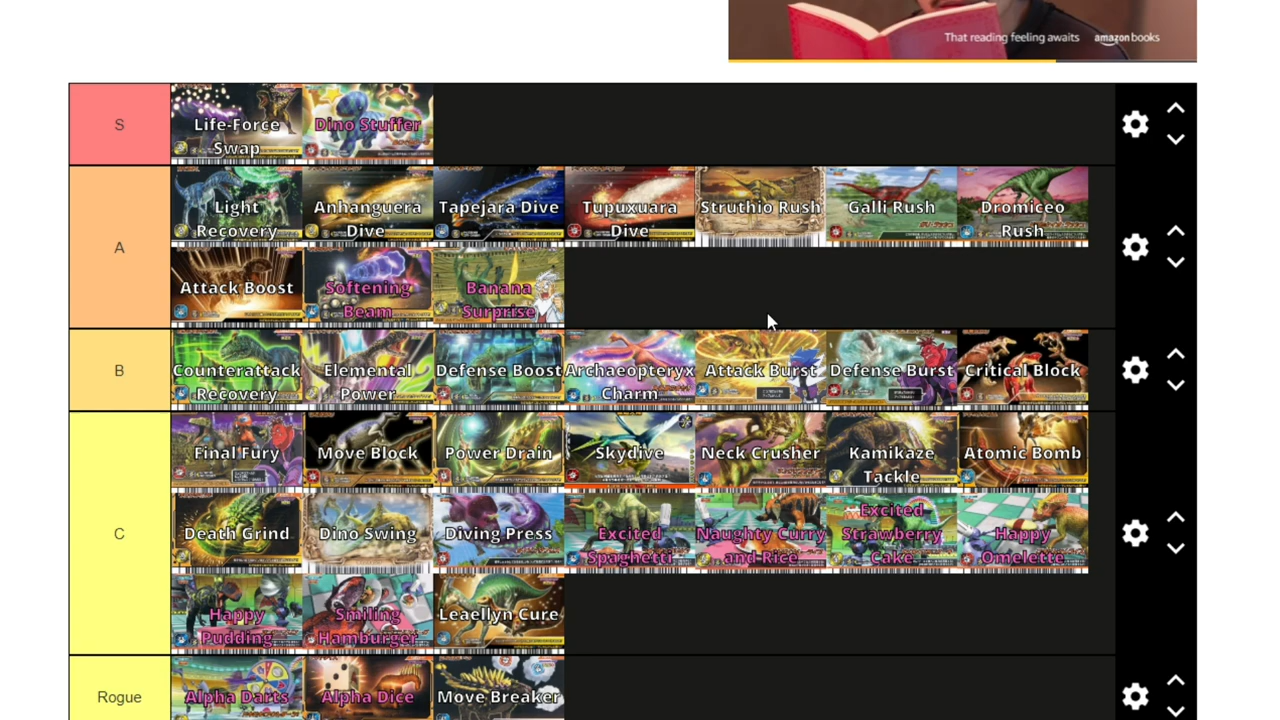 That reading feeling awaits amazon books
S
Life-Force
Swap
Dino Stuffer
A
Light
Recovery
Anhanguera
Dive
Tapejara Dive
Tupuxuara
Dive
Struthio Rush
Galli Rush
Dromiceo
Rush
Attack Boost
Softening
Beam
Banana
Surprise
B
Counterattack
Recovery
Elemental
Power
Defense Boost
Archaeopteryx
Charm
Attack Burst
Defense Burst
Critical Block
C
Final Fury
Move Block
Power Drain
Skydive
Neck Crusher
Kamikaze
Tackle
Atomic Bomb
Death Grind
Dino Swing
Diving Press
Excited
Spaghetti
Naughty Curry
and Rice
Excited
Strawberry
Cake
Happy
Omelette
Happy
Pudding
Smiling
Hamburger
Leaellyn Cure
Rogue
Alpha Darts
Alpha Dice
Move Breaker